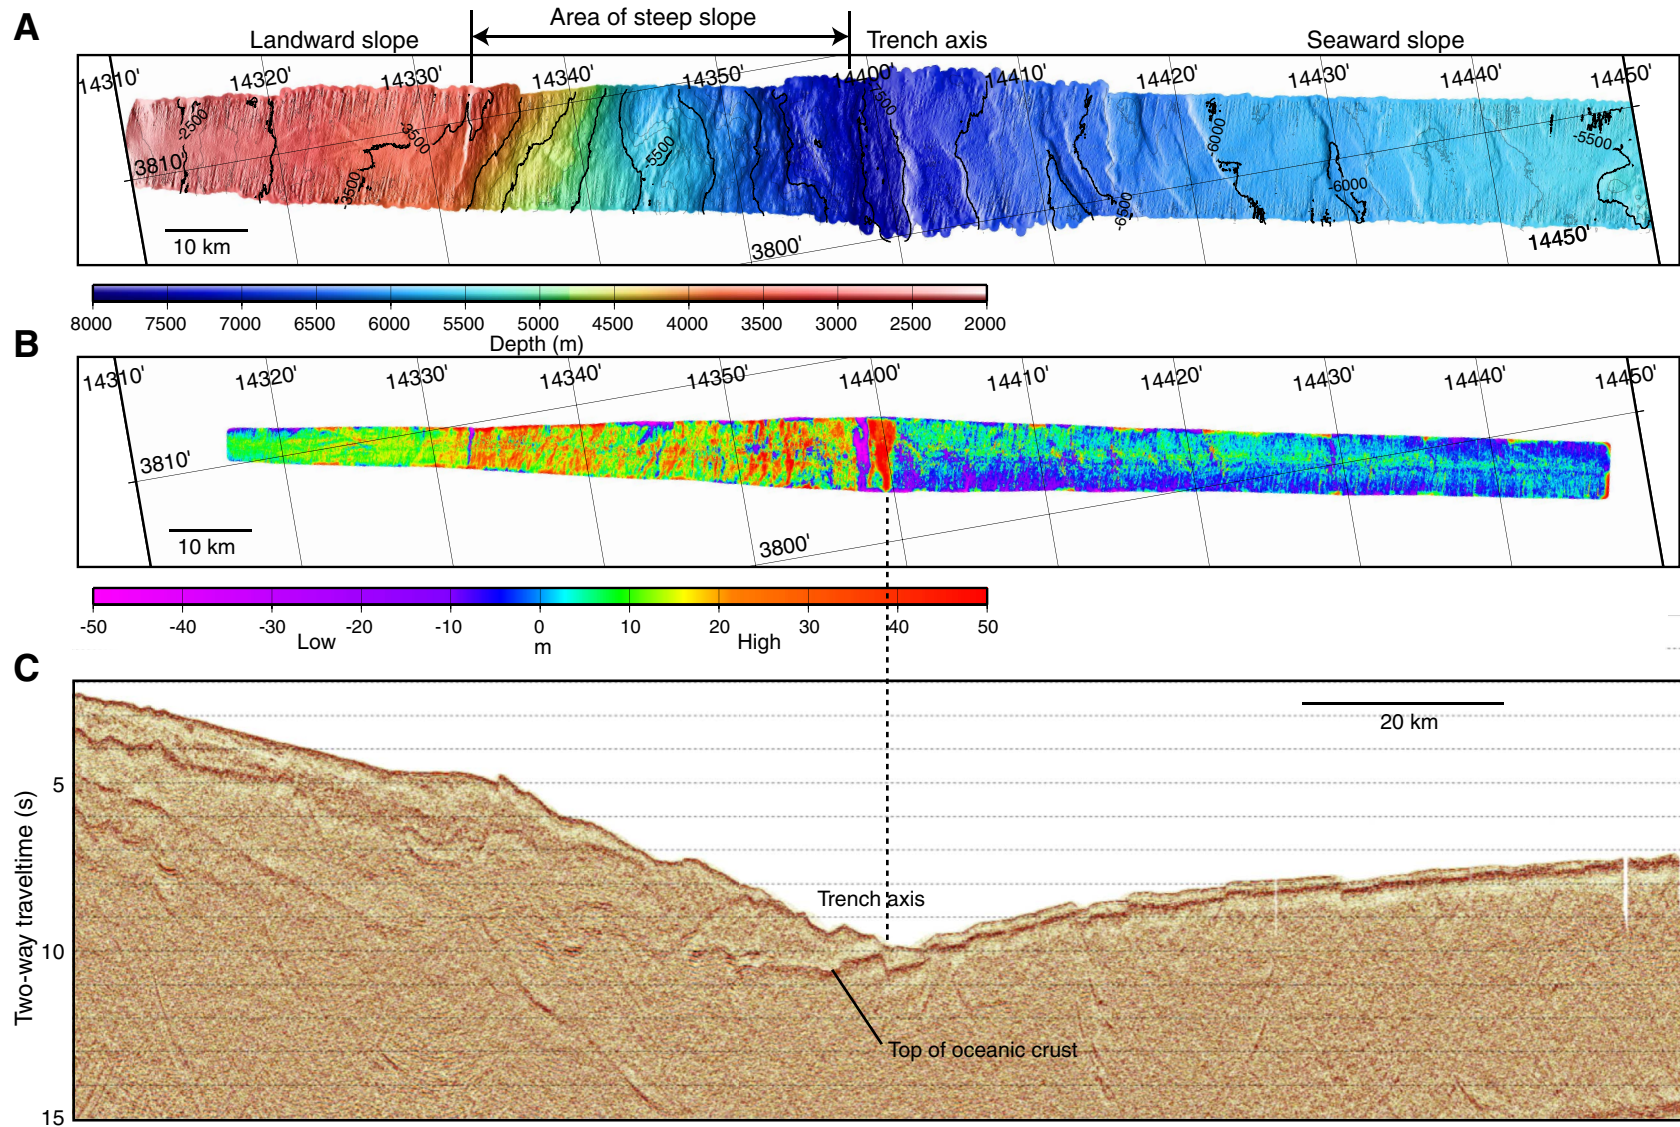 A
Area of steep slope
Landward slope
Trench axis
Seaward slope
14310'
14320'
14330'
14340'
14350'
14400'
14410'
14420'
14430'
14440'
14450'
-2500
-3500
-3500
-5500
-7500
-6500
-6000
-6000
-5500
3810'
3800'
14450'
10 km
8000 7500 7000 6500 6000 5500 5000 4500 4000 3500 3000 2500 2000
Depth (m)
B
14310'
14320'
14330'
14340'
14350'
14400'
14410'
14420'
14430'
14440'
14450'
3810'
3800'
10 km
-50 -40 -30 -20 -10 0 10 20 30 40 50
Low m High
C
20 km
5
10
15
Two-way traveltime (s)
Trench axis
Top of oceanic crust